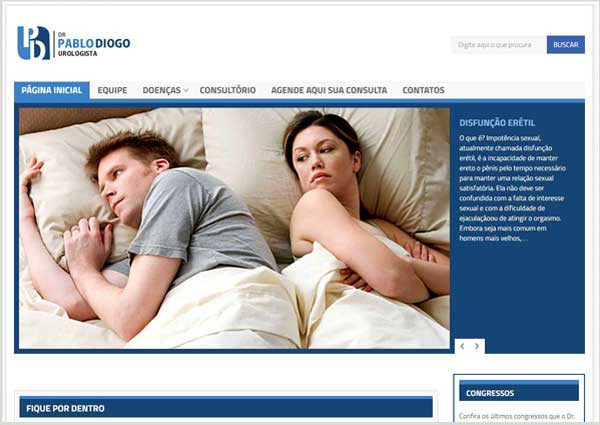 PD
DR
PABLO DIOGO
UROLOGISTA
Digite aqui o que procura
BUSCAR
PÁGINA INICIAL EQUIPE DOENÇAS CONSULTÓRIO AGENDE AQUI SUA CONSULTA CONTATOS
DISFUNÇÃO ERÉTIL
O que é? Impotência sexual,
atualmente chamada disfunção
erétil, é a incapacidade de manter
ereto o pênis pelo tempo necessário
para manter uma relação sexual
satisfatória. Ela não deve ser
confundida com a falta de interesse
sexual e com a dificuldade de
ejaculaçãoou de atingir o orgasmo.
Embora seja mais comum em
homens mais velhos,...
FIQUE POR DENTRO
CONGRESSOS
Confira os últimos congressos que o Dr.